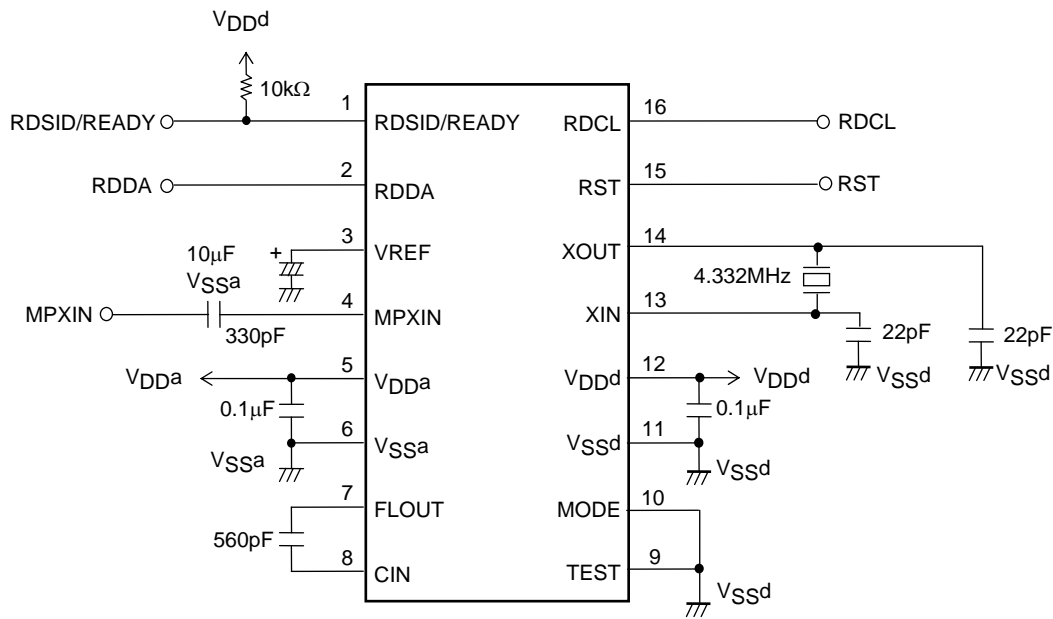 VDDd
10kΩ
1
16
RDSID/READY
RDSID/READY
RDCL
RDCL
2
15
RDDA
RDDA
RST
RST
3
14
10µF
+
VREF
XOUT
VSSa
4.332MHz
4
13
MPXIN
330pF
MPXIN
XIN
22pF
22pF
VSSd
VSSd
5
12
VDDa
VDDa
VDDd
VDDd
0.1µF
0.1µF
6
11
VSSa
VSSa
VSSd
VSSd
7
10
FLOUT
MODE
560pF
8
9
CIN
TEST
VSSd